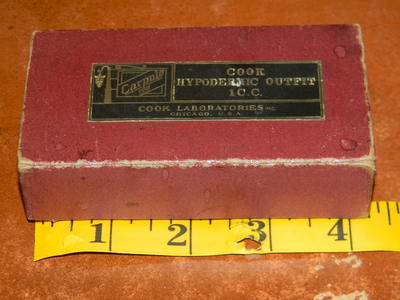 Carpule
COOK
HYPODERMIC OUTFIT
1 C.C.
COOK LABORATORIES INC.
CHICAGO, U.S.A.
1 2 3 4